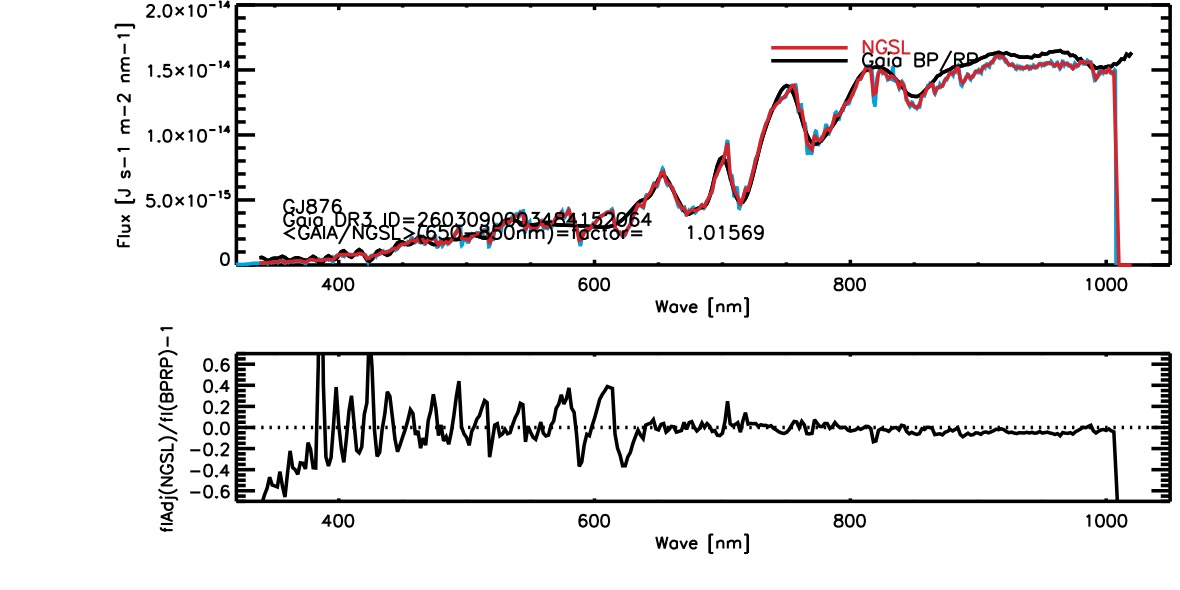 2.0×10−14
1.5×10−14
1.0×10−14
5.0×10−15
0
Flux [J s−1 m−2 nm−1]
NGSL
Gaia BP/RP
GJ876
Gaia DR3 ID=2603090003484152064
<GAIA/NGSL>(650−850nm)=factor= 1.01569
400 600 800 1000
Wave [nm]
0.6
0.4
0.2
0.0
−0.2
−0.4
−0.6
flAdj(NGSL)/fl(BPRP)−1
400 600 800 1000
Wave [nm]